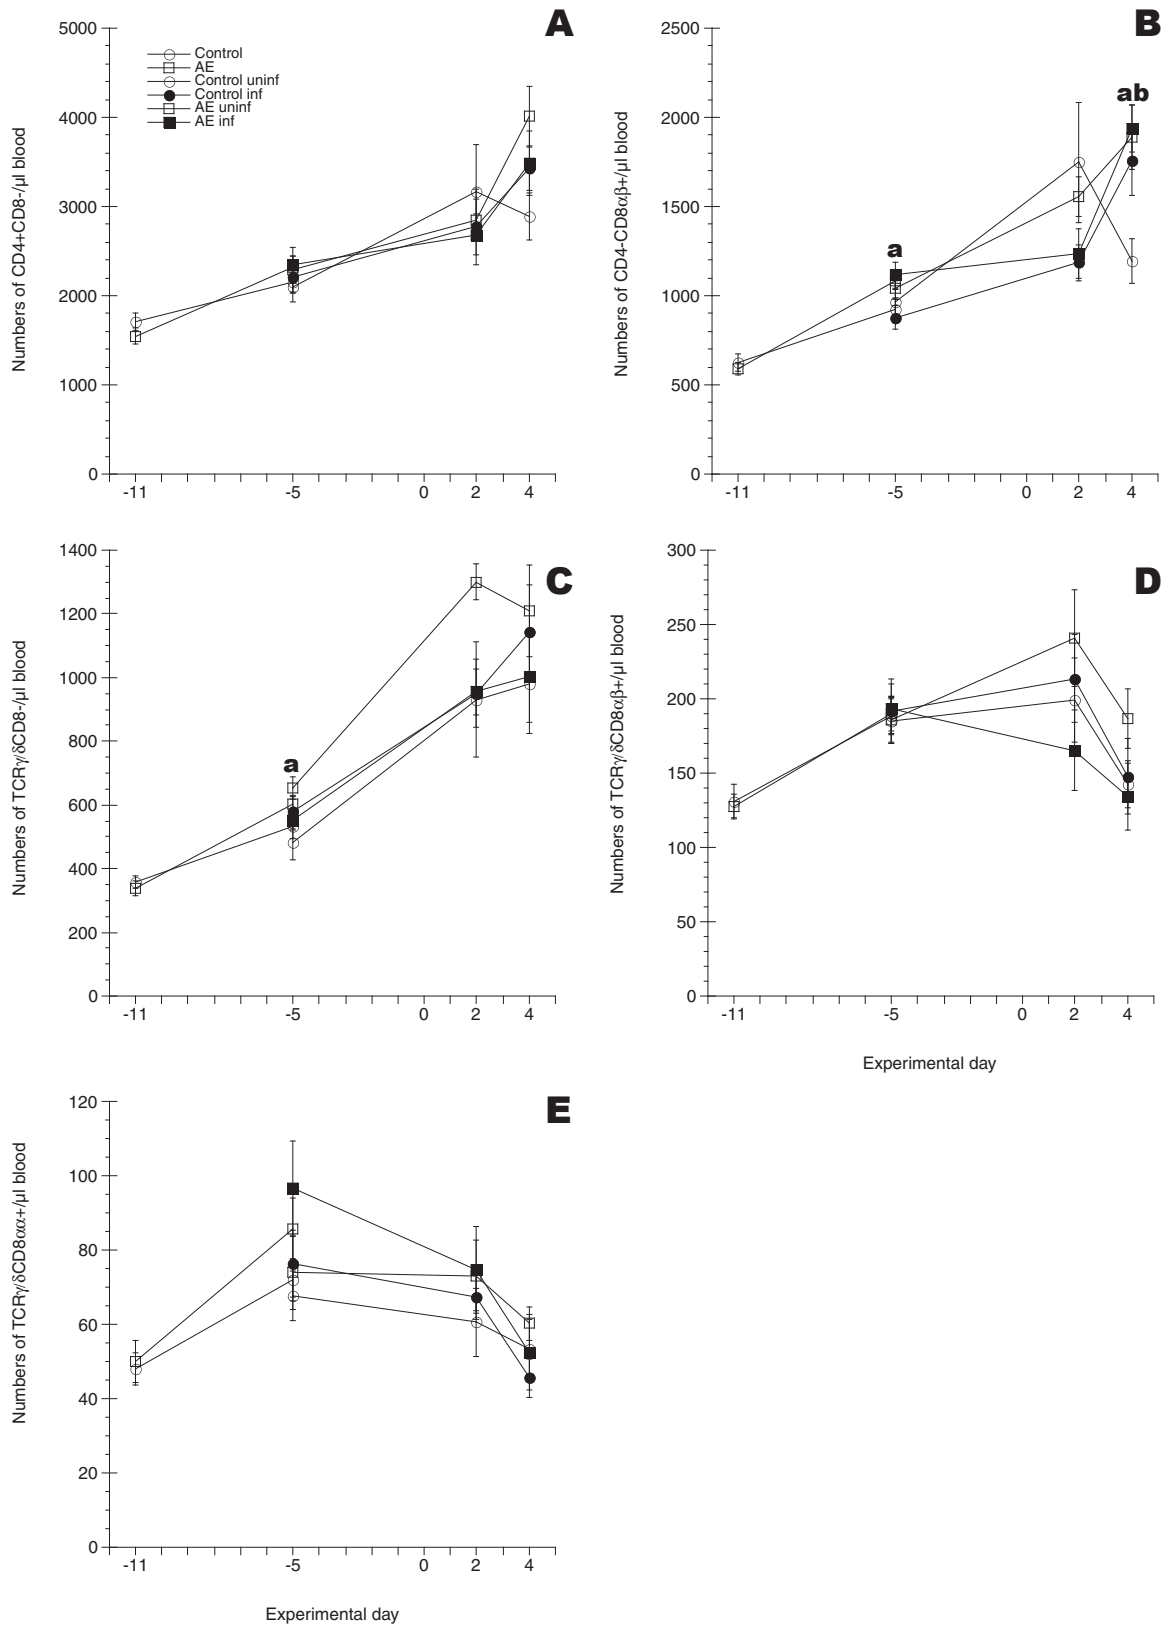 A
Numbers of CD4+CD8-/µl blood
5000
4000
3000
2000
1000
0
Control
AE
Control uninf
Control inf
AE uninf
AE inf
-11 -5 0 2 4
B
Numbers of CD4-CD8αβ+/µl blood
2500
2000
1500
1000
500
0
a
ab
-11 -5 0 2 4
C
Numbers of TCRγ/δCD8-/µl blood
1400
1200
1000
800
600
400
200
0
a
-11 -5 0 2 4
D
Numbers of TCRγ/δCD8αβ+/µl blood
300
250
200
150
100
50
0
-11 -5 0 2 4
Experimental day
E
Numbers of TCRγ/δCD8αα+/µl blood
120
100
80
60
40
20
0
-11 -5 0 2 4
Experimental day